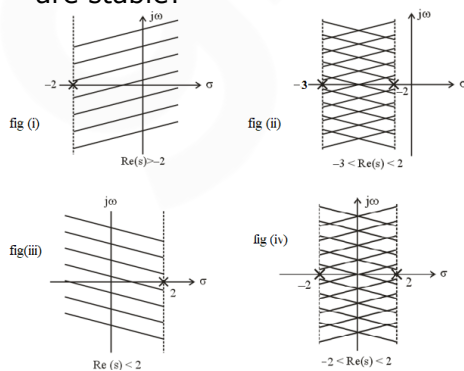 are stable?
jω
−2
σ
fig (i)
Re(s)>−2
jω
−3
−2
σ
fig (ii)
−3 < Re(s) < 2
jω
fig(iii)
σ
2
Re (s) < 2
jω
fig (iv)
−2
2
σ
−2 < Re(s) < 2